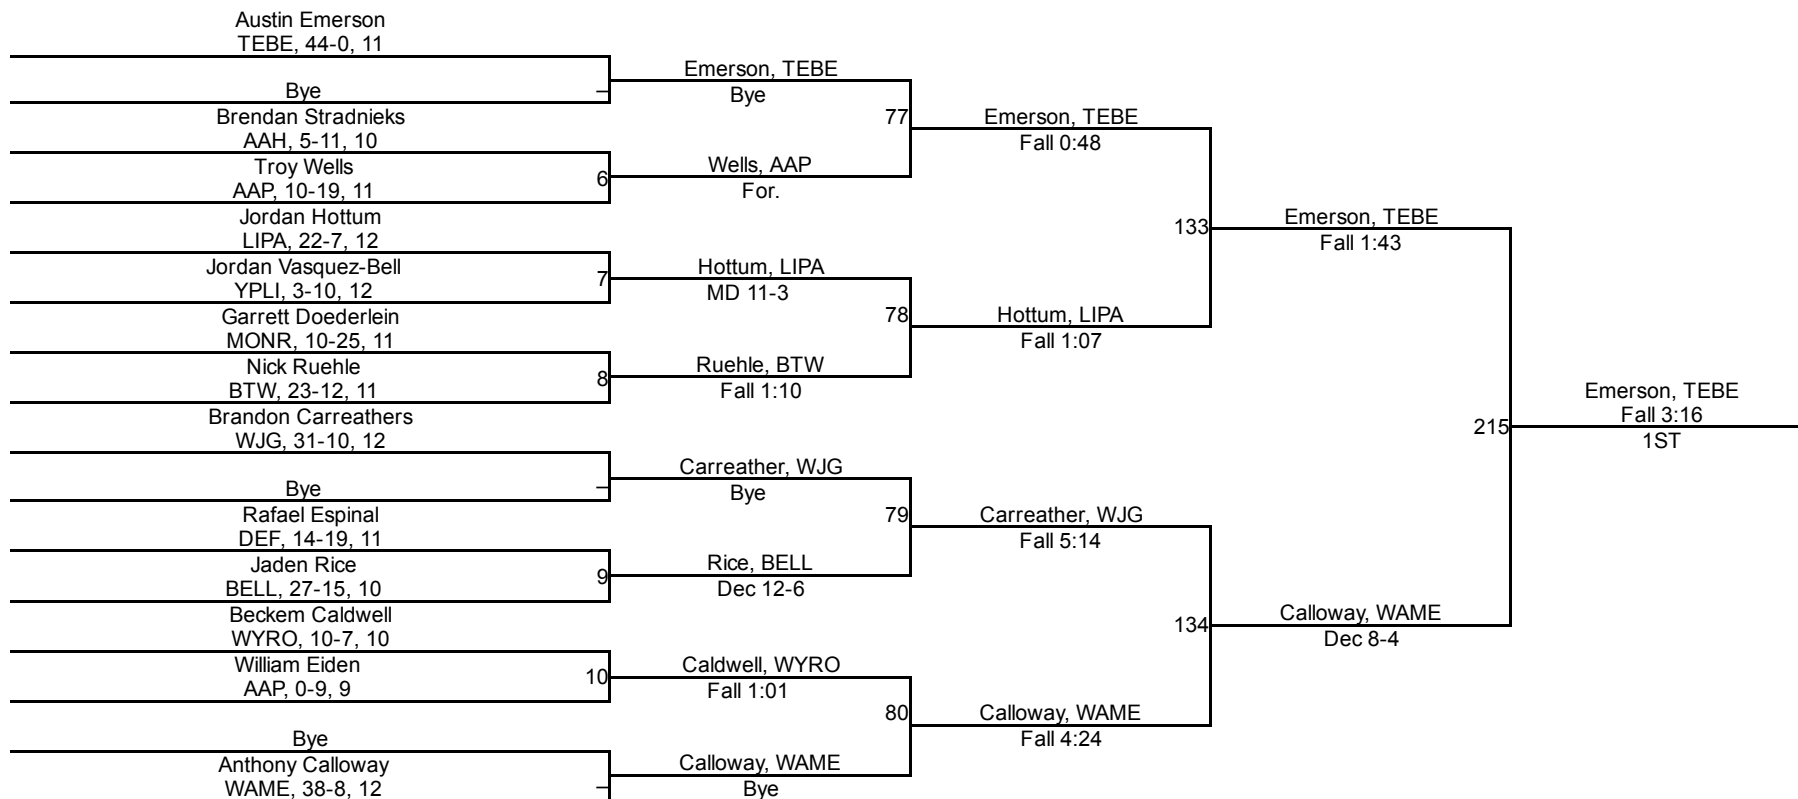 Austin Emerson
TEBE, 44-0, 11
Bye
–
Brendan Stradnieks
AAH, 5-11, 10
Troy Wells
AAP, 10-19, 11
6
Jordan Hottum
LIPA, 22-7, 12
Jordan Vasquez-Bell
YPLI, 3-10, 12
7
Garrett Doederlein
MONR, 10-25, 11
Nick Ruehle
BTW, 23-12, 11
8
Brandon Carreathers
WJG, 31-10, 12
Bye
–
Rafael Espinal
DEF, 14-19, 11
Jaden Rice
BELL, 27-15, 10
9
Beckem Caldwell
WYRO, 10-7, 10
William Eiden
AAP, 0-9, 9
10
Bye
Anthony Calloway
WAME, 38-8, 12
–
Emerson, TEBE
Bye
77
Wells, AAP
For.
Hottum, LIPA
MD 11-3
78
Ruehle, BTW
Fall 1:10
Carreather, WJG
Bye
79
Rice, BELL
Dec 12-6
Caldwell, WYRO
Fall 1:01
80
Calloway, WAME
Bye
Emerson, TEBE
Fall 0:48
133
Hottum, LIPA
Fall 1:07
Carreather, WJG
Fall 5:14
134
Calloway, WAME
Fall 4:24
Emerson, TEBE
Fall 1:43
215
Calloway, WAME
Dec 8-4
Emerson, TEBE
Fall 3:16
1ST